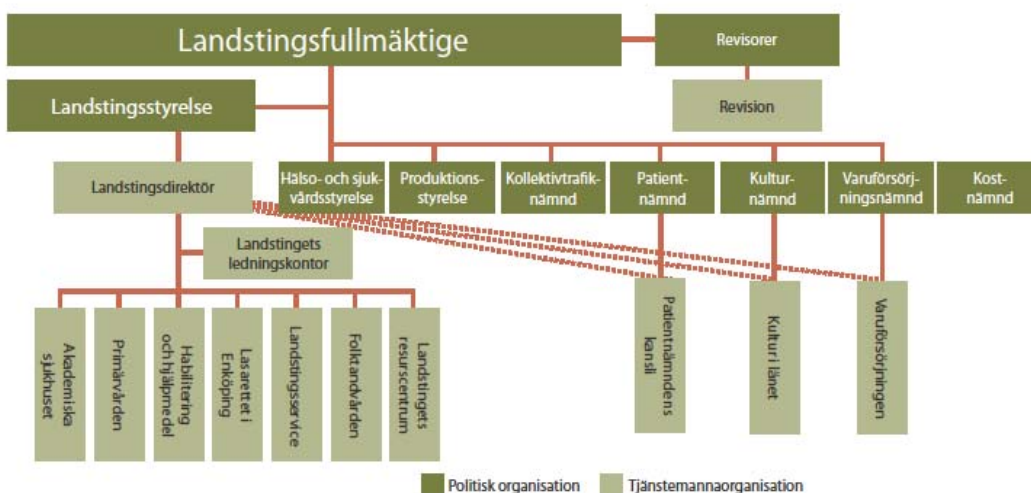 Landstingsfullmäktige
Revisorer
Landstingsstyrelse
Revision
Landstingsdirektör
Hälso- och sjuk-
vårdsstyrelse
Produktions-
styrelse
Kollektivtrafik-
nämnd
Patient-
nämnd
Kultur-
nämnd
Varuförsörj-
ningsnämnd
Kost-
nämnd
Landstingets
ledningskontor
Akademiska
sjukhuset
Primärvården
Habilitering
och hjälpmedel
Lasarettet i
Enköping
Landstingsservice
Folktandvården
Landstingets
resurscentrum
Patientnämndens
kansli
Kultur i länet
Varuförsörjningen
Politisk organisation
Tjänstemannaorganisation